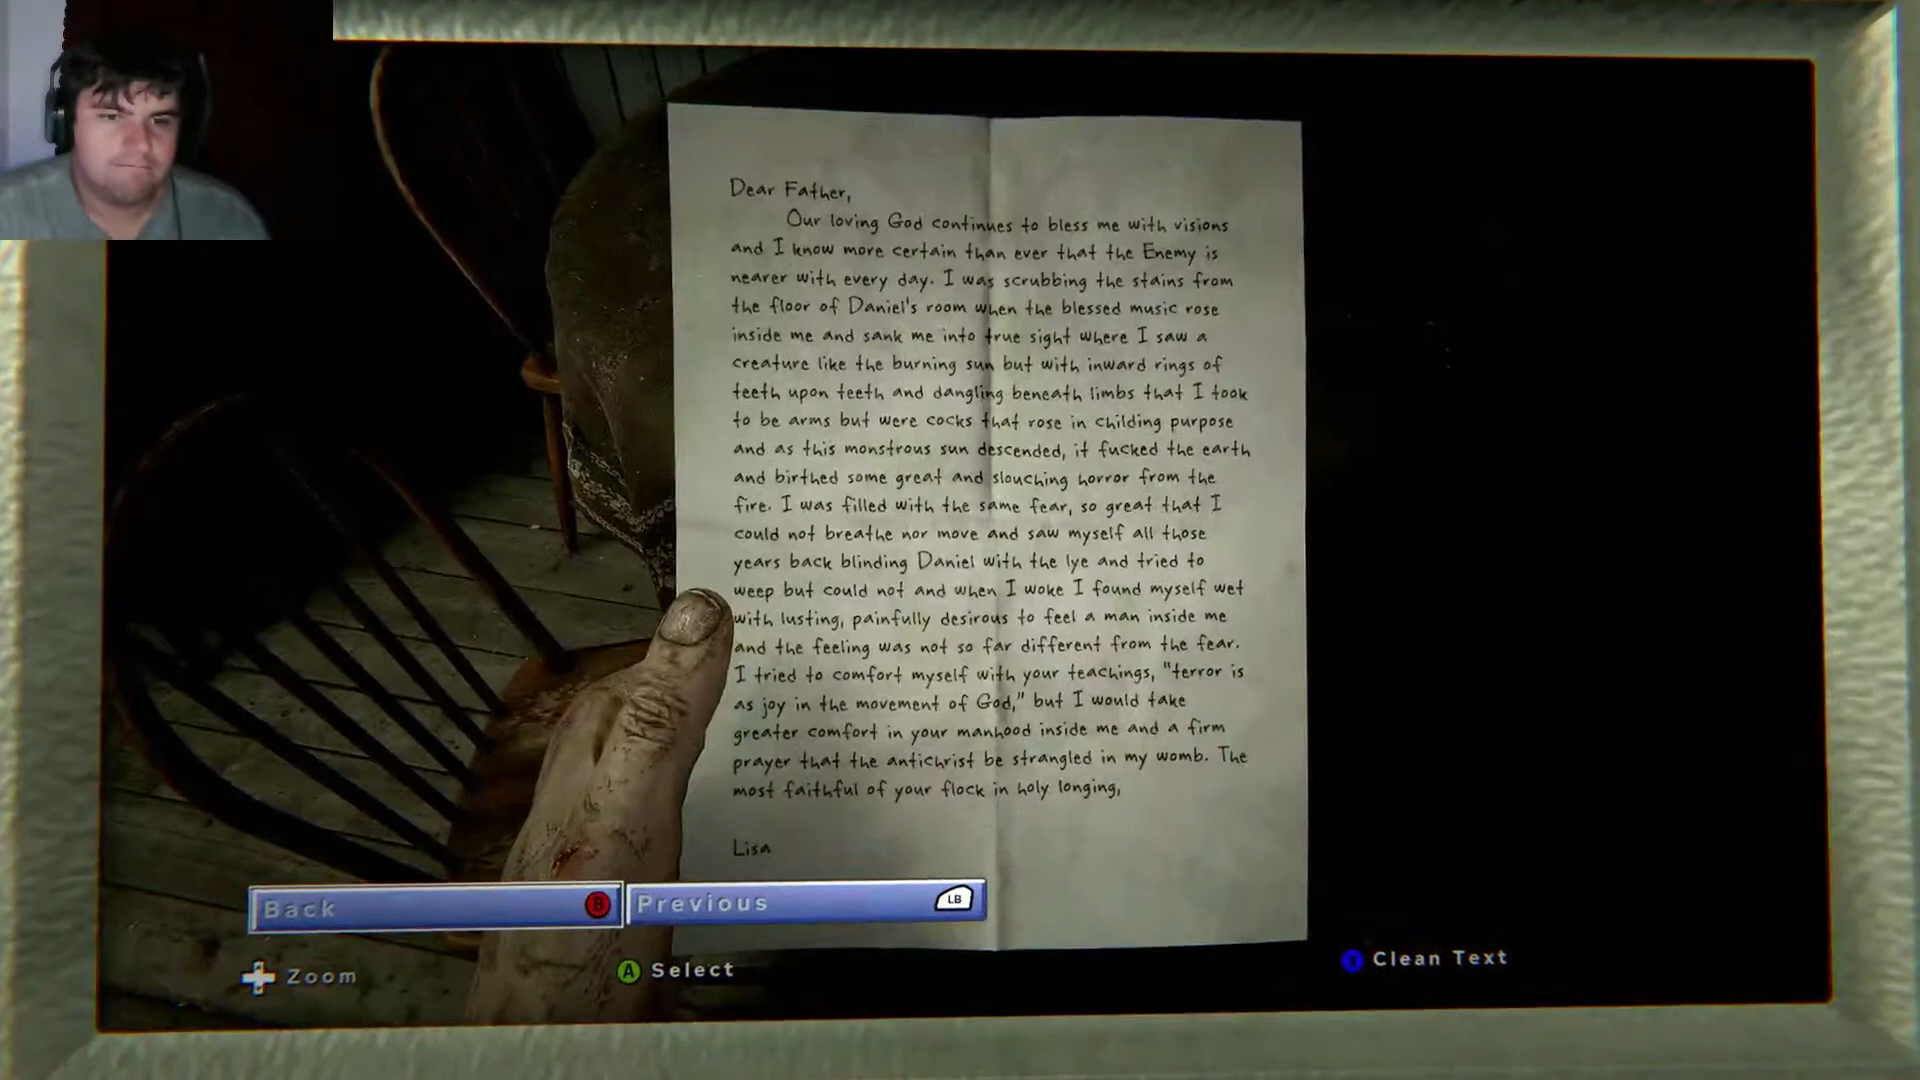 Dear Father,
Our loving God continues to bless me with visions
and I know more certain than ever that the Enemy is
nearer with every day. I was scrubbing the stains from
the floor of Daniel's room when the blessed music rose
inside me and sank me into true sight where I saw a
creature like the burning sun but with inward rings of
teeth upon teeth and dangling beneath limbs that I took
to be arms but were cocks that rose in childing purpose
and as this monstrous sun descended, it fucked the earth
and birthed some great and slouching horror from the
fire. I was filled with the same fear, so great that I
could not breathe nor move and saw myself all those
years back blinding Daniel with the lye and tried to
weep but could not and when I woke I found myself wet
with lusting, painfully desirous to feel a man inside me
and the feeling was not so far different from the fear.
I tried to comfort myself with your teachings, "terror is
as joy in the movement of God," but I would take
greater comfort in your manhood inside me and a firm
prayer that the antichrist be strangled in my womb. The
most faithful of your flock in holy longing,
Lisa
Back B Previous LB
Zoom A Select X Clean Text